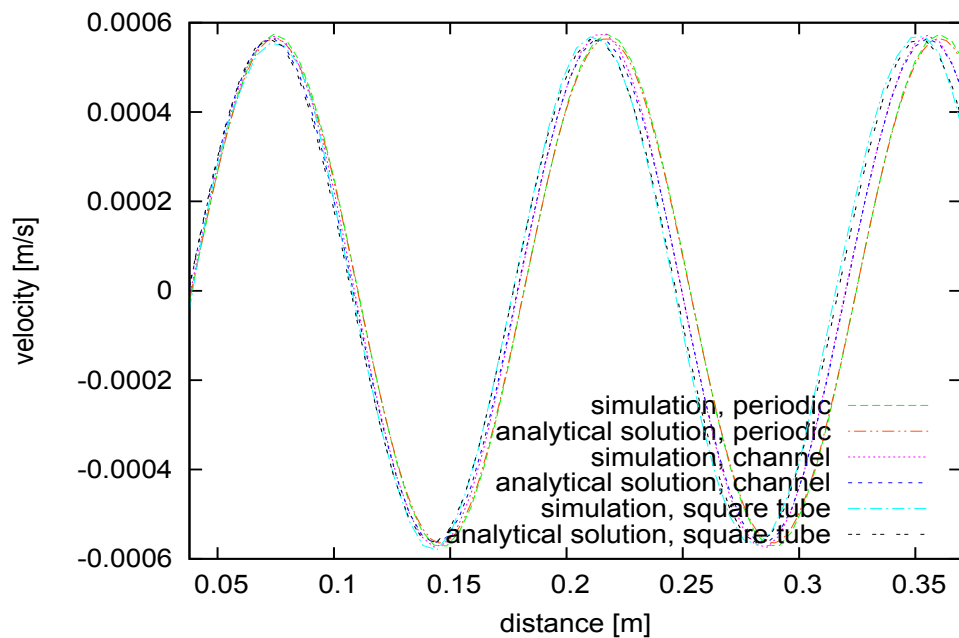 0.0006
0.0004
0.0002
0
-0.0002
-0.0004
-0.0006
velocity [m/s]
simulation, periodic
analytical solution, periodic
simulation, channel
analytical solution, channel
simulation, square tube
analytical solution, square tube
0.05 0.1 0.15 0.2 0.25 0.3 0.35
distance [m]